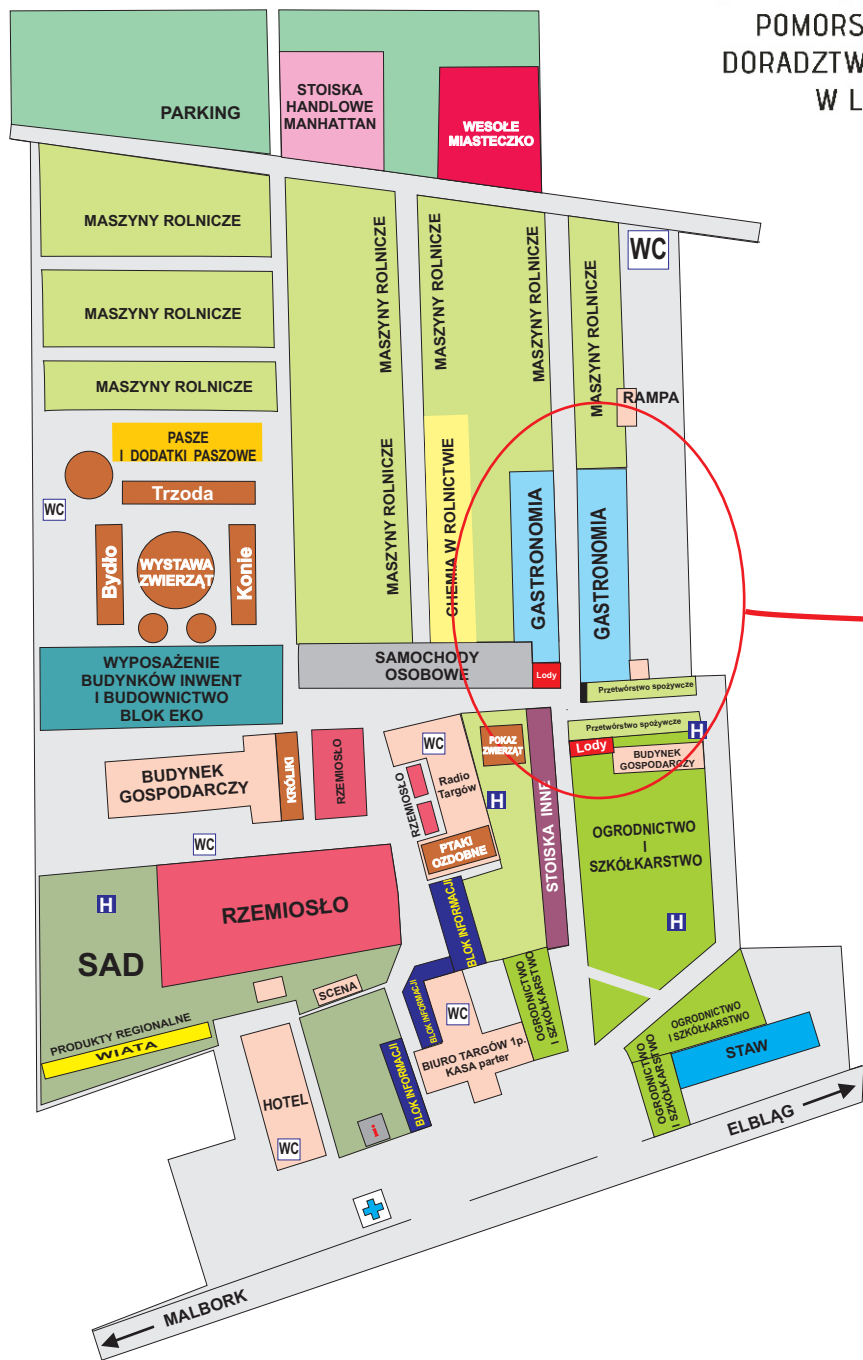 POMORS
DORADZTW
W L
PARKING
STOISKA
HANDLOWE
MANHATTAN
WESOŁE
MIASTECZKO
MASZYNY ROLNICZE
MASZYNY ROLNICZE
MASZYNY ROLNICZE
MASZYNY ROLNICZE
MASZYNY ROLNICZE
MASZYNY ROLNICZE
MASZYNY ROLNICZE
MASZYNY ROLNICZE
WC
RAMPA
PASZE
I DODATKI PASZOWE
Trzoda
WC
Bydło
WYSTAWA
ZWIERZĄT
Konie
CHEMIA W ROLNICTWIE
GASTRONOMIA
GASTRONOMIA
WYPOSAŻENIE
BUDYNKÓW INWENT
I BUDOWNICTWO
BLOK EKO
SAMOCHODY
OSOBOWE
Lody
Przetwórstwo spożywcze
Przetwórstwo spożywcze
H
Lody
BUDYNEK
GOSPODARCZY
BUDYNEK
GOSPODARCZY
KRÓLIKI
RZEMIOSŁO
WC
RZEMIOSŁO
Radio
Targów
POKAZ
ZWIERZĄT
H
STOISKA INNE
PTAKI
OZDOBNE
OGRODNICTWO
I
SZKÓŁKARSTWO
H
WC
H
SAD
RZEMIOSŁO
BLOK INFORMACJI
SCENA
PRODUKTY REGIONALNE
WIATA
BLOK INFORMACJI
WC
BIURO TARGÓW 1p.
KASA parter
OGRODNICTWO
I SZKÓŁKARSTWO
OGRODNICTWO
I SZKÓŁKARSTWO
OGRODNICTWO
I SZKÓŁKARSTWO
STAW
HOTEL
WC
BLOK INFORMACJI
i
ELBLĄG
MALBORK